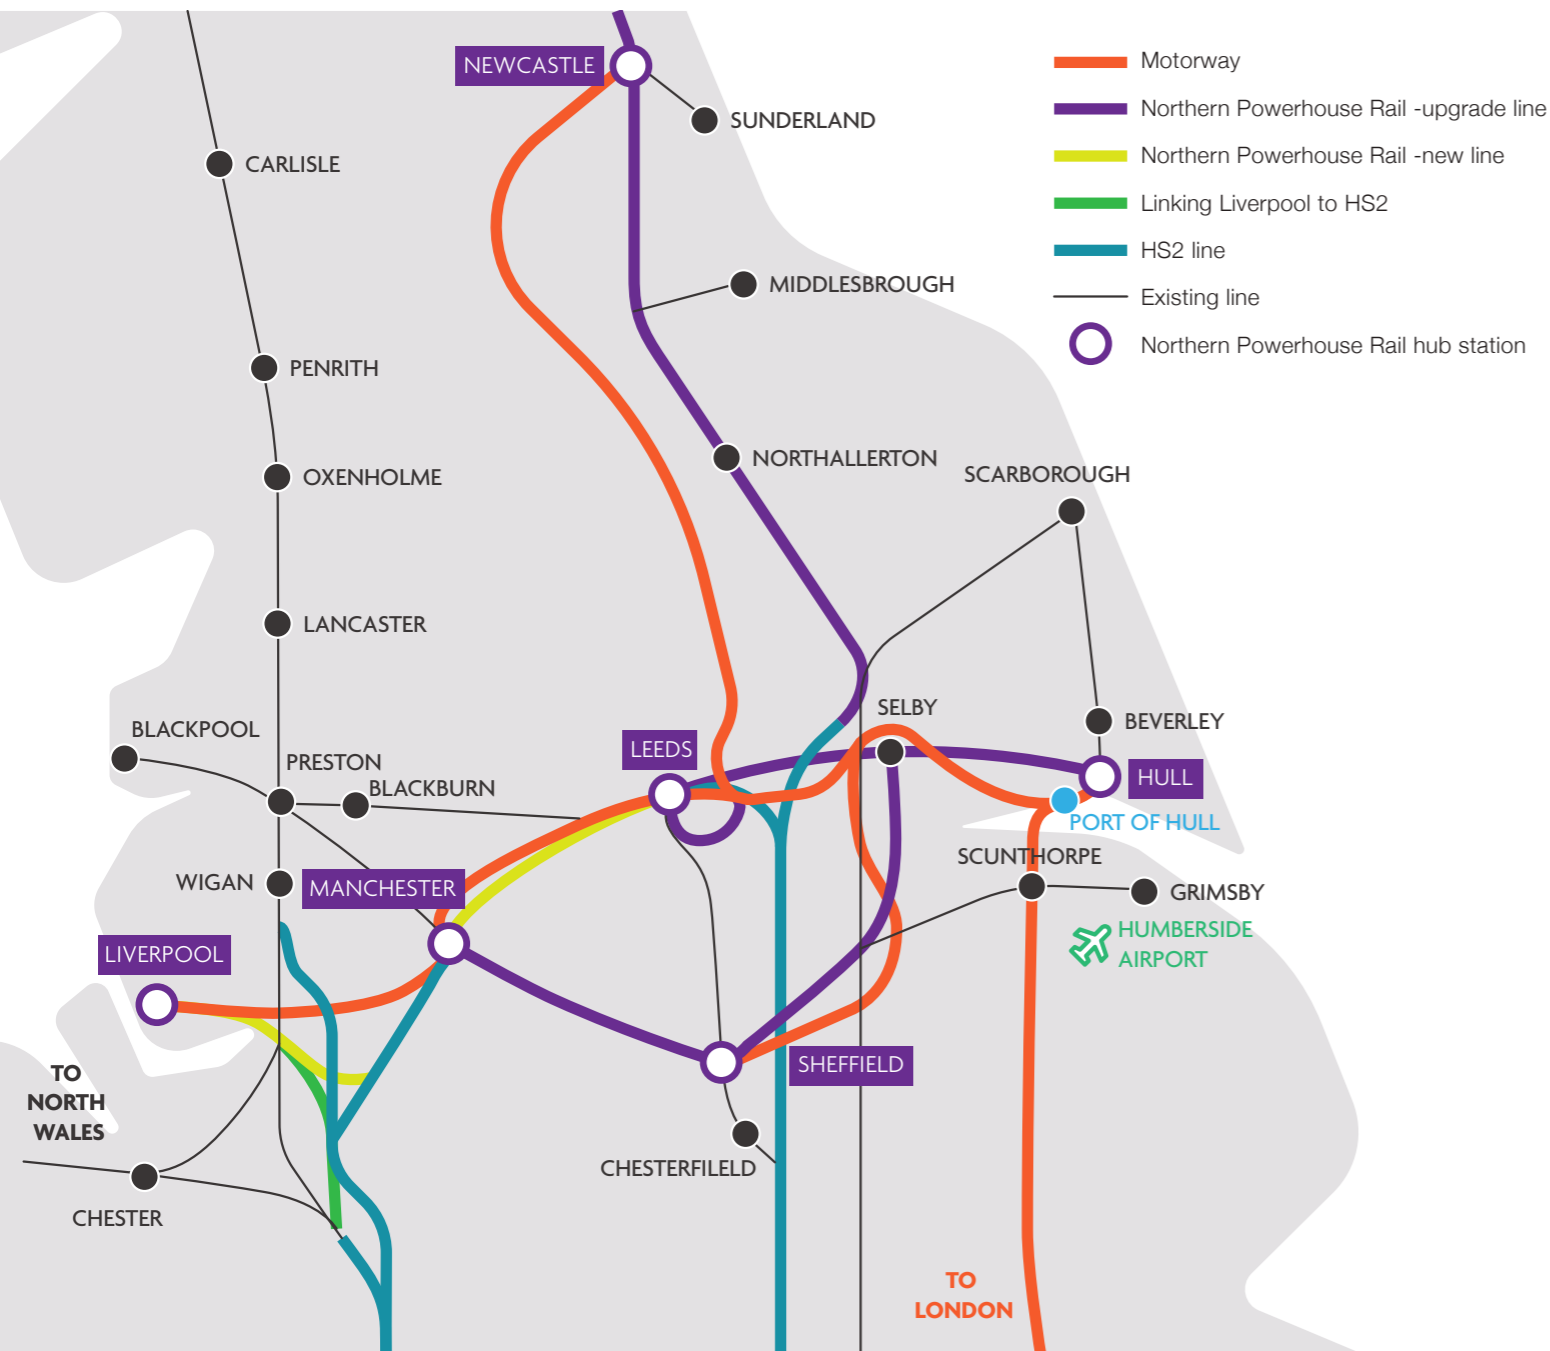 NEWCASTLE
SUNDERLAND
CARLISLE
MIDDLESBROUGH
PENRITH
NORTHALLERTON
OXENHOLME
SCARBOROUGH
LANCASTER
SELBY
BLACKPOOL
BEVERLEY
LEEDS
PRESTON
HULL
BLACKBURN
PORT OF HULL
SCUNTHORPE
WIGAN
MANCHESTER
GRIMSBY
HUMBERSIDE
AIRPORT
LIVERPOOL
SHEFFIELD
TO
NORTH
WALES
CHESTERFILELD
CHESTER
TO
LONDON
Motorway
Northern Powerhouse Rail -upgrade line
Northern Powerhouse Rail -new line
Linking Liverpool to HS2
HS2 line
Existing line
Northern Powerhouse Rail hub station